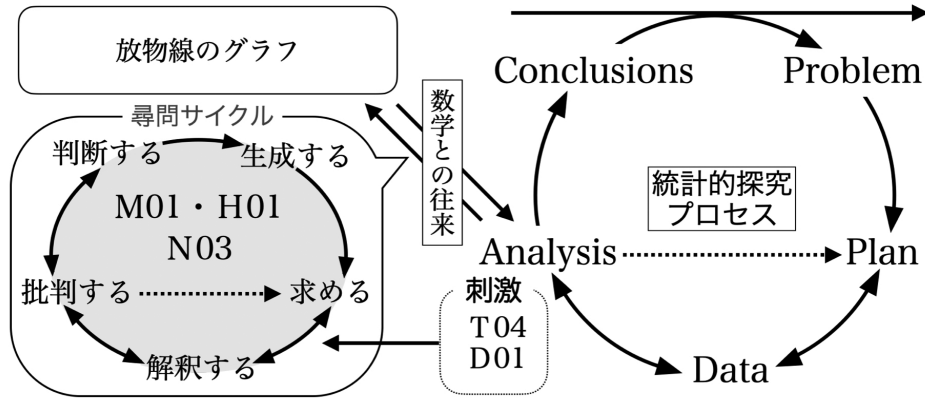 放物線のグラフ
尋問サイクル
判断する
生成する
M01・H01
N03
批判する
求める
解釈する
数学との往来
刺激
T04
D01
Conclusions
Problem
統計的探究
プロセス
Analysis
Plan
Data